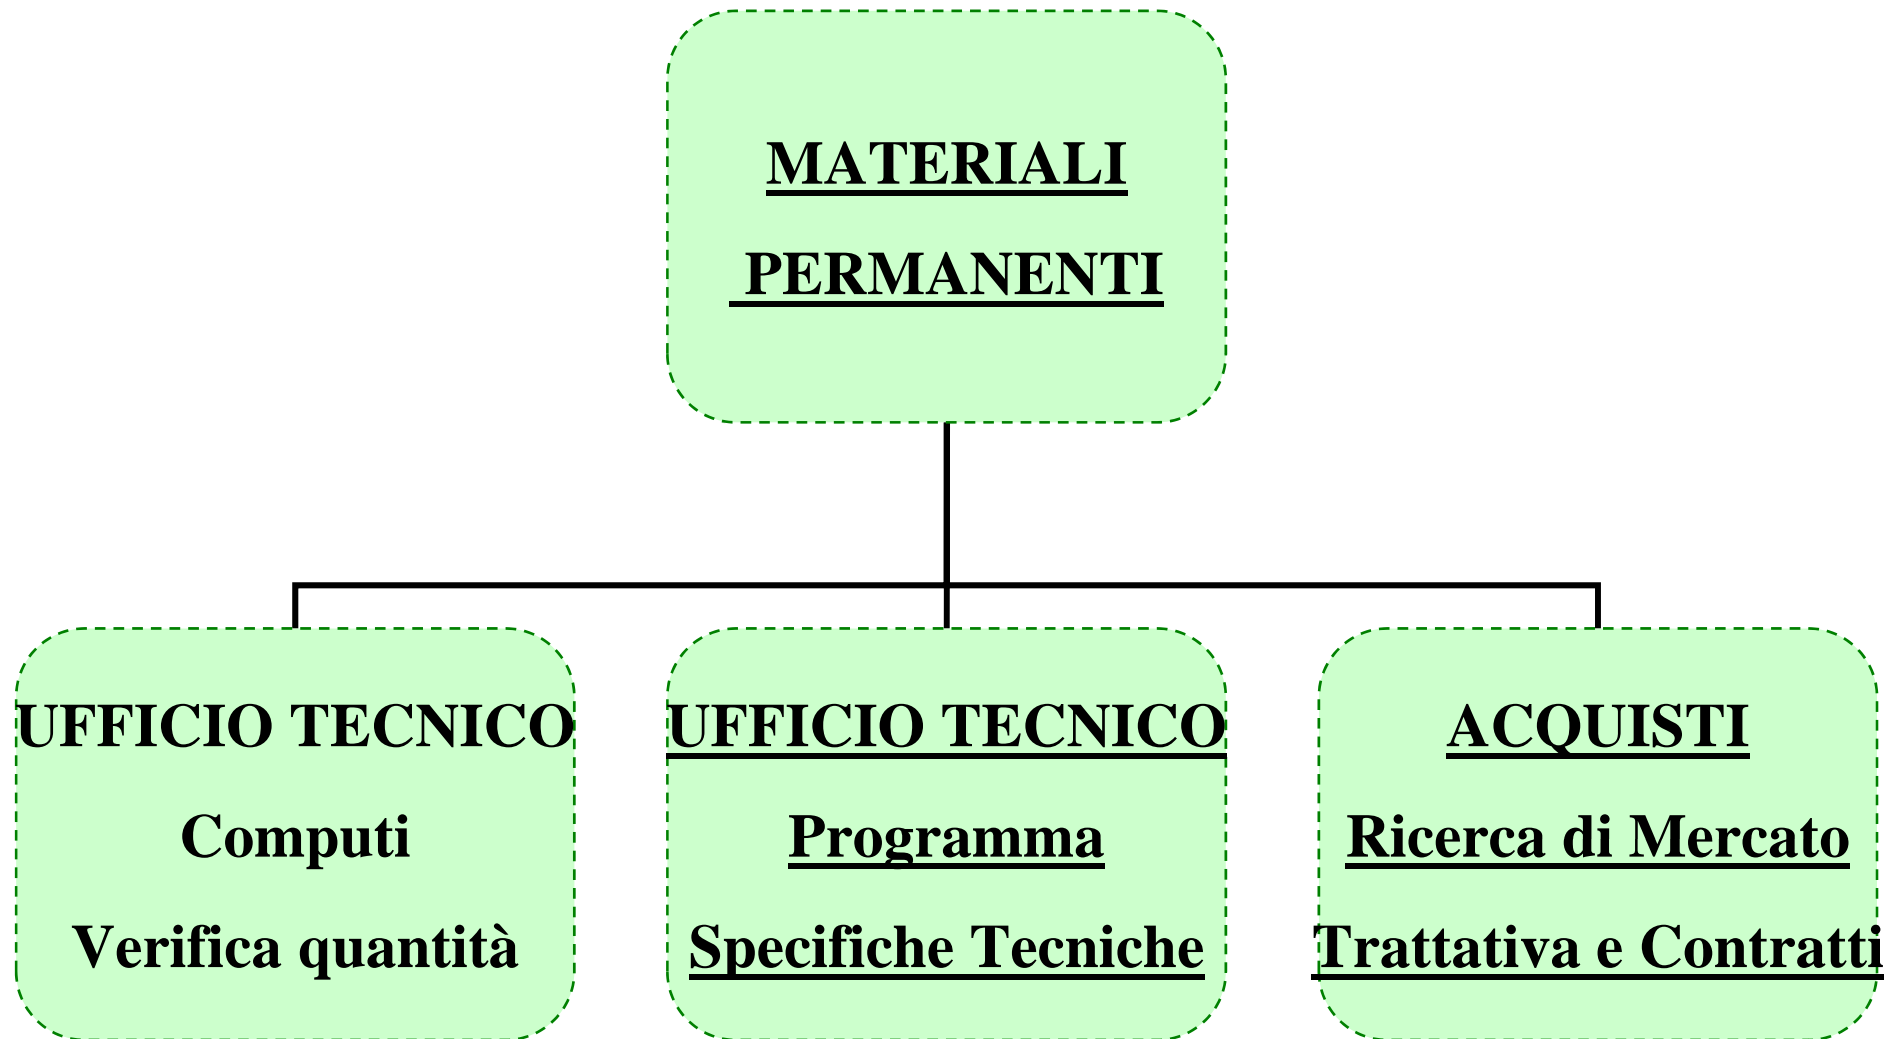 MATERIALI
PERMANENTI
UFFICIO TECNICO
Computi
Verifica quantità
UFFICIO TECNICO
Programma
Specifiche Tecniche
ACQUISTI
Ricerca di Mercato
Trattativa e Contratti